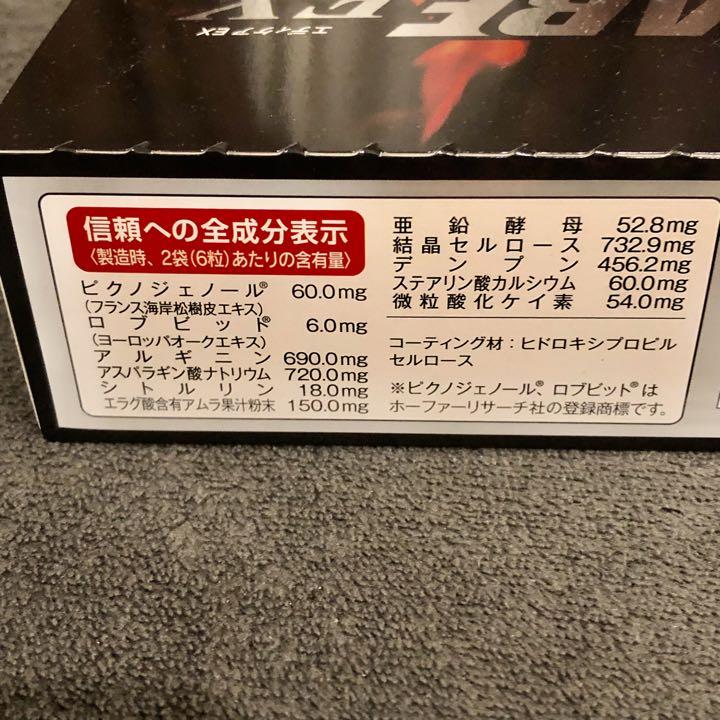 エディケアEX
信頼への全成分表示
〈製造時、2袋(6粒)あたりの含有量〉
ピクノジェノール® 60.0mg
(フランス海岸松樹皮エキス)
ロブビット® 6.0mg
(ヨーロッパオークエキス)
アルギニン 690.0mg
アスパラギン酸ナトリウム 720.0mg
シトルリン 18.0mg
エラグ酸含有アムラ果汁粉末 150.0mg
亜鉛酵母 52.8mg
結晶セルロース 732.9mg
デンプン 456.2mg
ステアリン酸カルシウム 60.0mg
微粒酸化ケイ素 54.0mg
コーティング材：ヒドロキシプロピル
セルロース
※ピクノジェノール®、ロブビット®は
ホーファーリサーチ社の登録商標です。